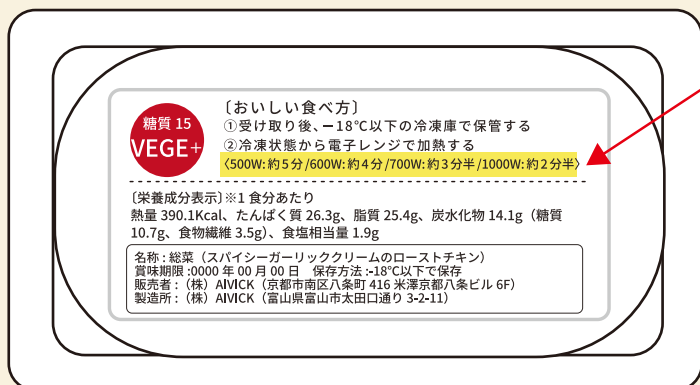 糖質 15
VEGE+
〔おいしい食べ方〕
①受け取り後、－18℃以下の冷凍庫で保管する
②冷凍状態から電子レンジで加熱する
〈500W: 約5分/600W: 約4分/700W: 約3分半/1000W: 約2分半〉
〔栄養成分表示〕※1 食分あたり
熱量 390.1Kcal、たんぱく質 26.3g、脂質 25.4g、炭水化物 14.1g（糖質
10.7g、食物繊維 3.5g）、食塩相当量 1.9g
名称 : 総菜（スパイシーガーリッククリームのローストチキン）
賞味期限 :0000 年 00 月 00 日　保存方法 :-18℃以下で保存
販売者 :（株）AIVICK（京都市南区八条町 416 米澤京都八条ビル 6F）
製造所 :（株）AIVICK（富山県富山市太田口通り 3-2-11）